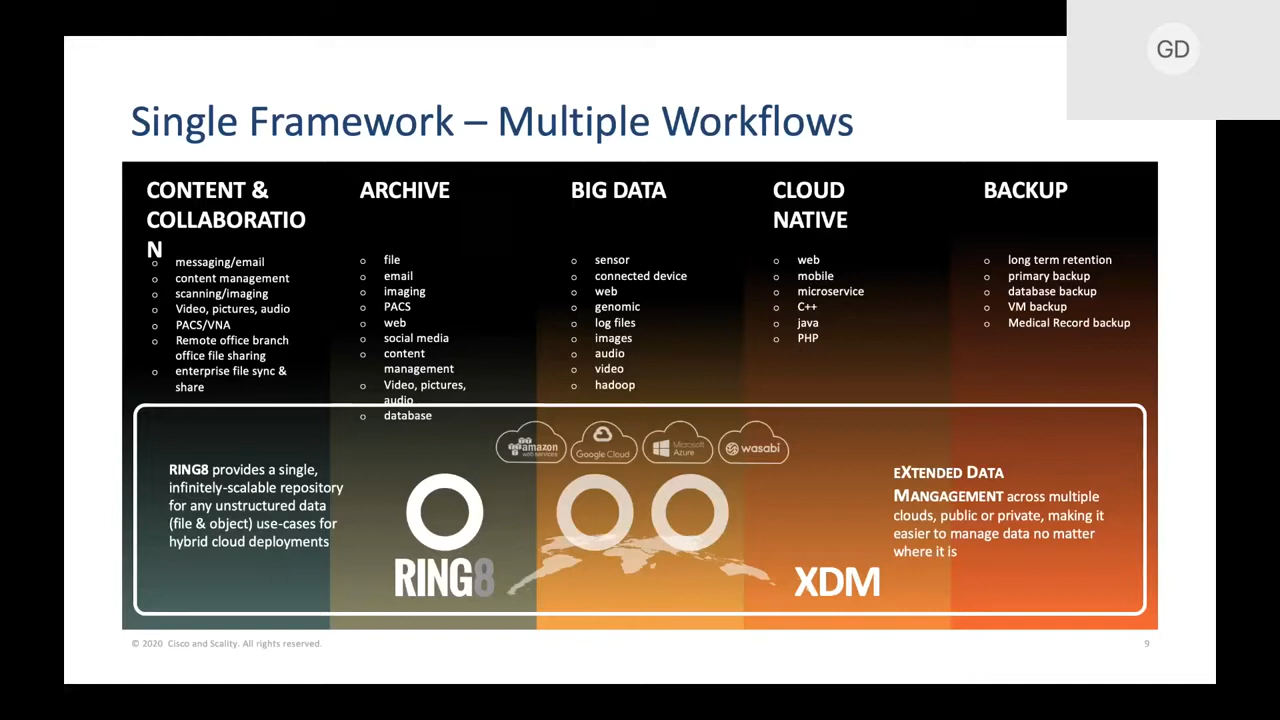 GD
Single Framework – Multiple Workflows
CONTENT &
COLLABORATIO
N
messaging/email
content management
scanning/imaging
Video, pictures, audio
PACS/VNA
Remote office branch
office file sharing
enterprise file sync &
share
ARCHIVE
file
email
imaging
PACS
web
social media
content
management
Video, pictures,
audio
database
BIG DATA
sensor
connected device
web
genomic
log files
images
audio
video
hadoop
CLOUD
NATIVE
web
mobile
microservice
C++
java
PHP
BACKUP
long term retention
primary backup
database backup
VM backup
Medical Record backup
amazon
web services
Google Cloud
Microsoft
Azure
wasabi
RING8 provides a single,
infinitely-scalable repository
for any unstructured data
(file & object) use-cases for
hybrid cloud deployments
RING8
XDM
EXTENDED DATA
MANGAGEMENT across multiple
clouds, public or private, making it
easier to manage data no matter
where it is
© 2020 Cisco and Scality. All rights reserved.
9